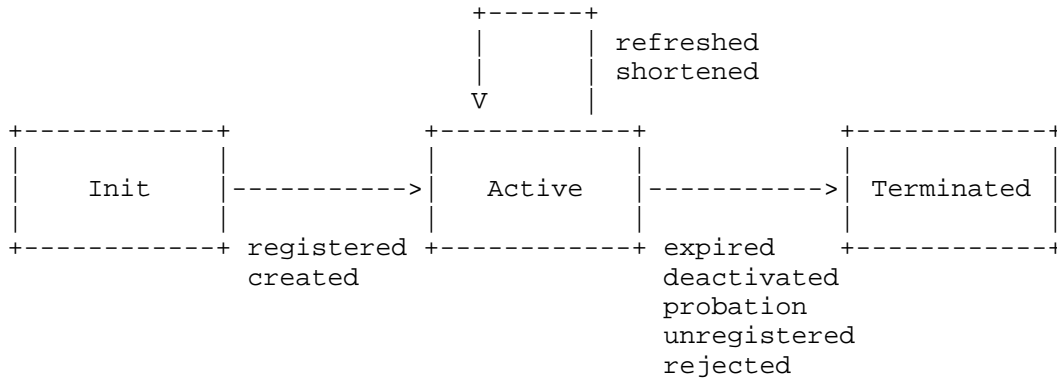 refreshed
shortened
V
Init Active Terminated
registered expired
created deactivated
probation
unregistered
rejected